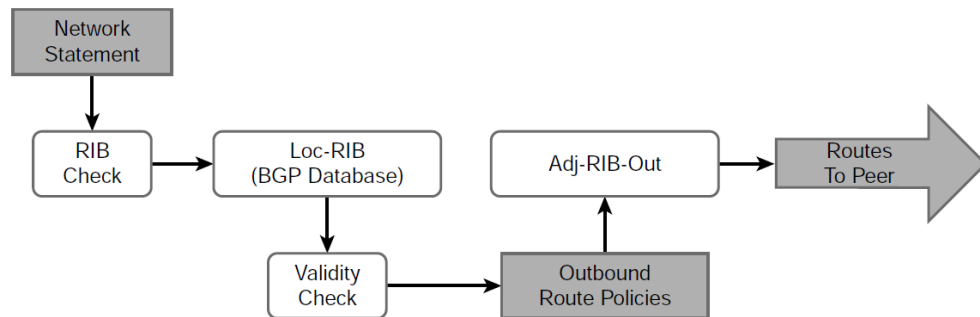 Network
Statement
RIB
Check
Loc-RIB
(BGP Database)
Adj-RIB-Out
Routes
To Peer
Validity
Check
Outbound
Route Policies